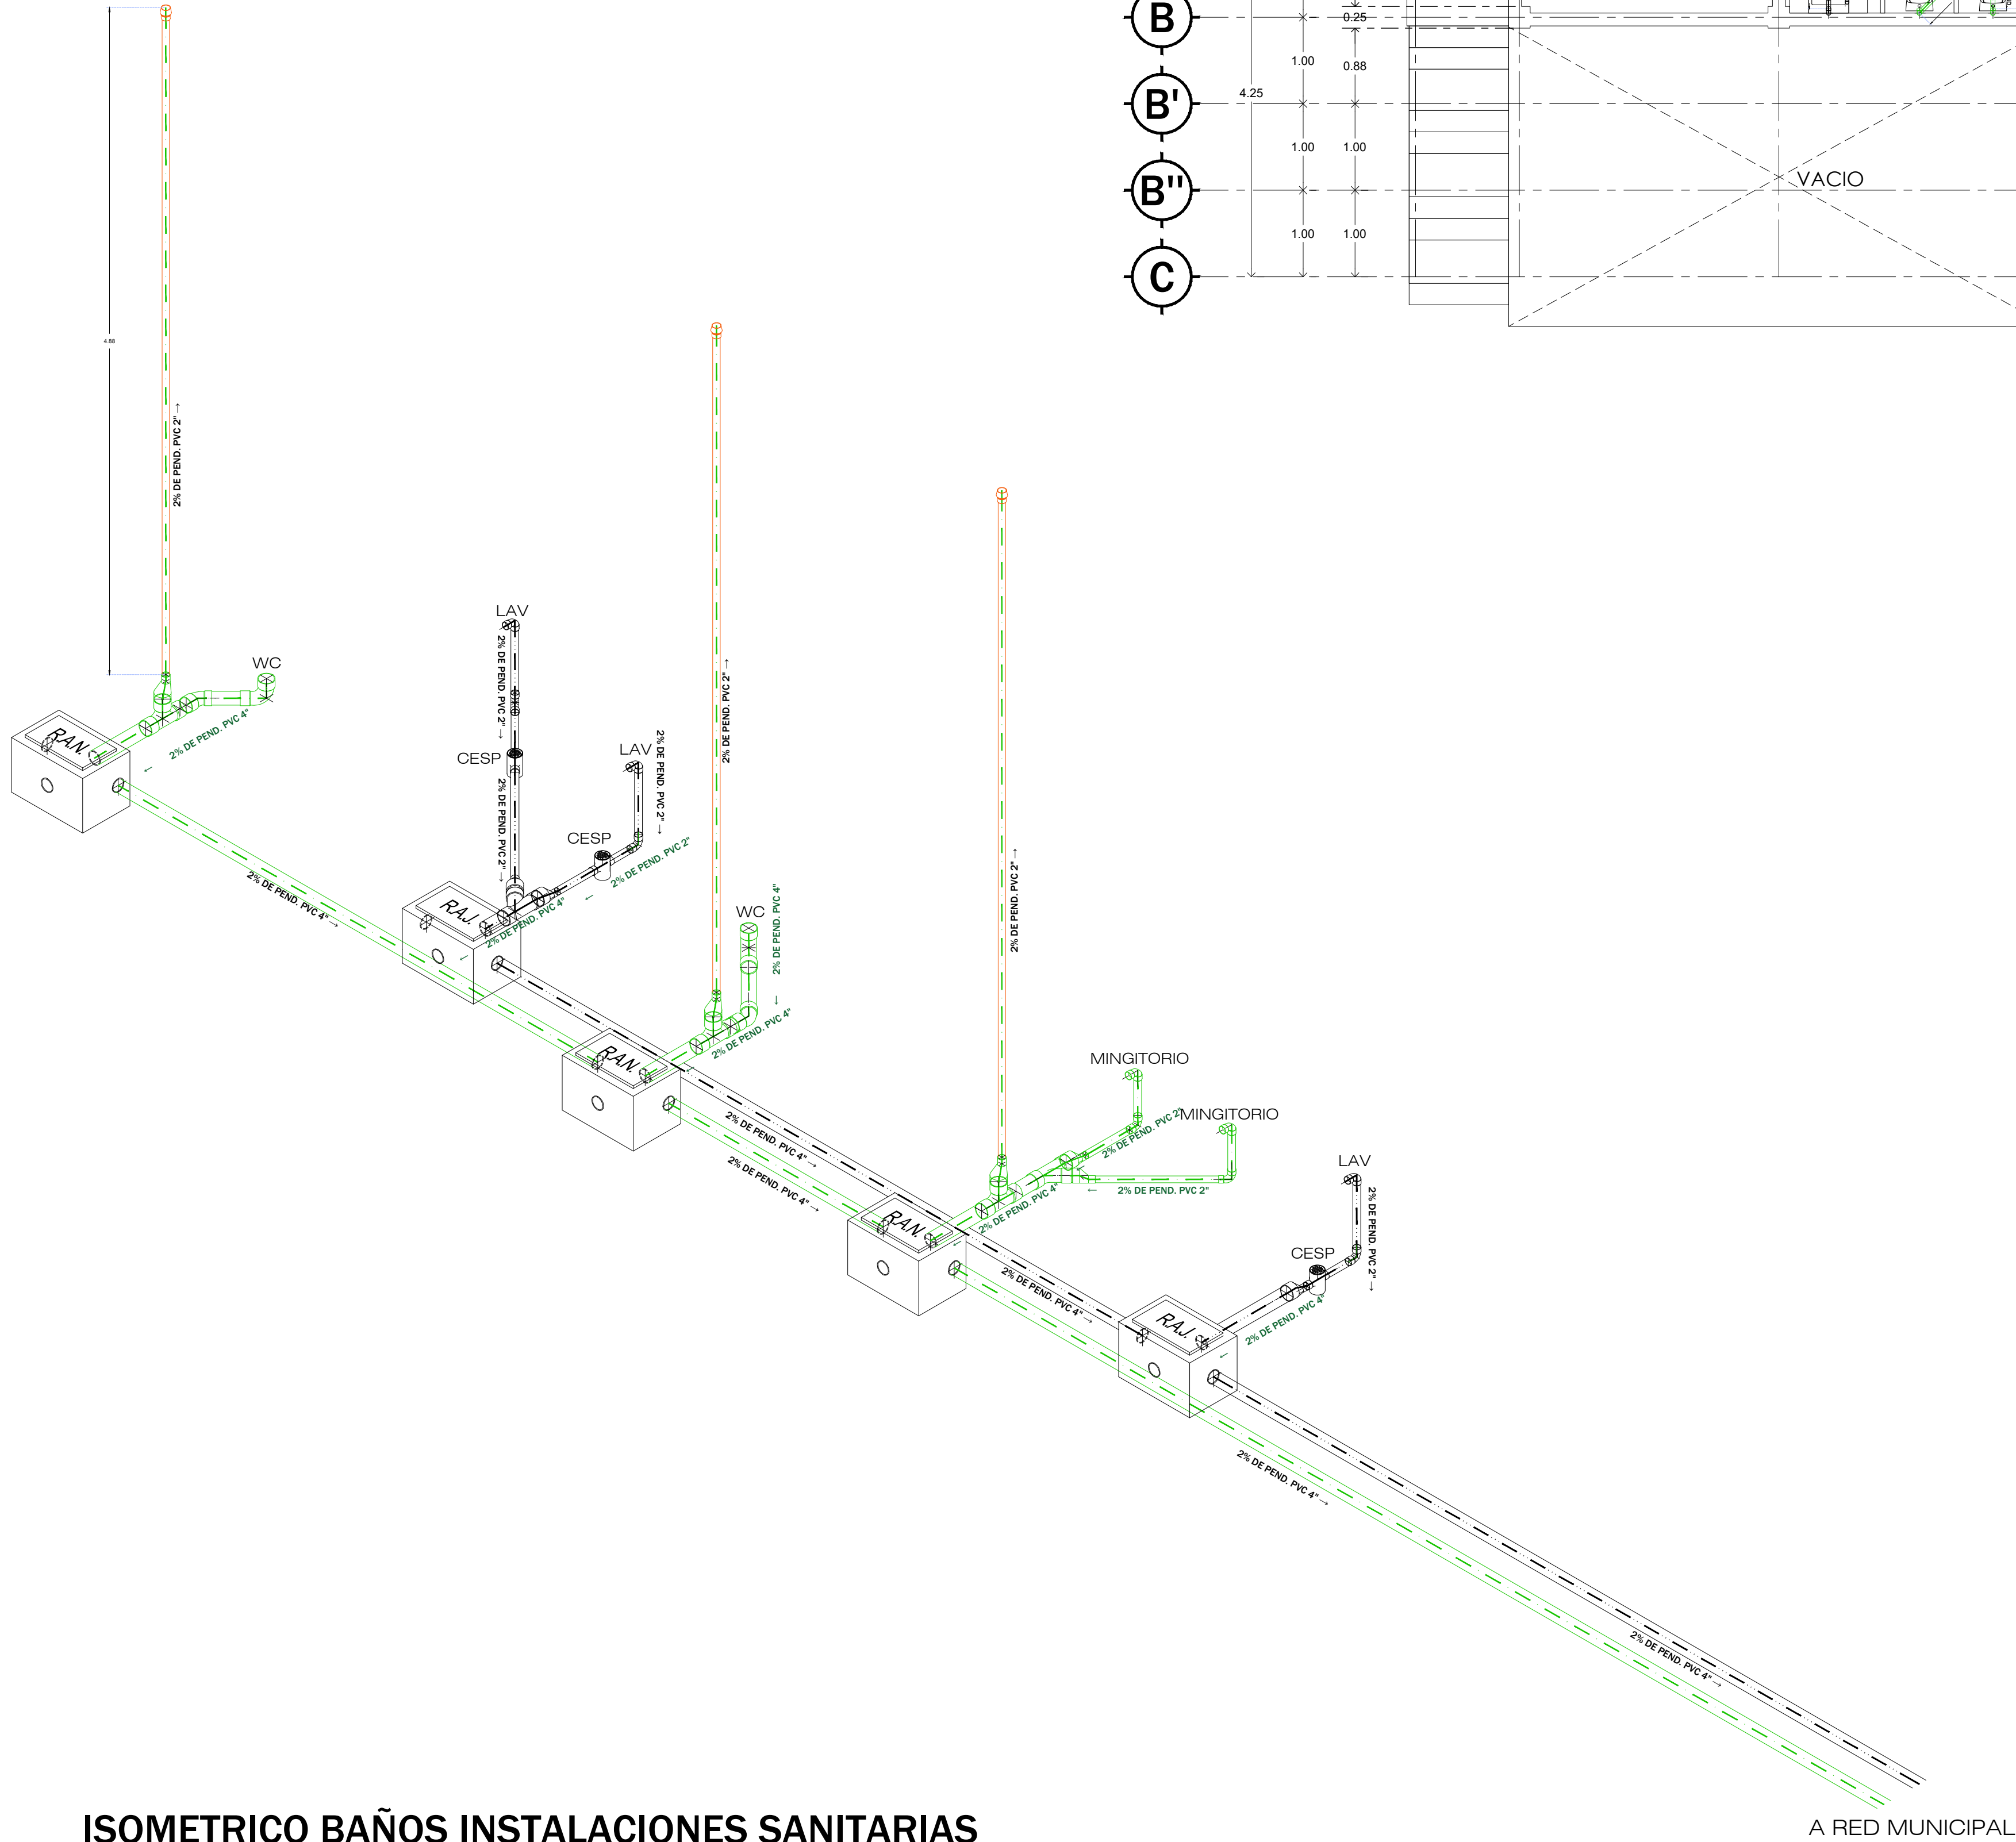 B
0.25
1.00
0.88
4.25
B'
1.00
1.00
B"
VACIO
1.00
1.00
C
4.88
2% DE PEND. PVC 2" →
LAV
2% DE PEND. PVC 2" →
WC
2% DE PEND. PVC 2" →
2% DE PEND. PVC 2" →
R.A.N.
← 2% DE PEND. PVC 4"
CESP
LAV
2% DE PEND. PVC 2" →
2% DE PEND. PVC 2" →
CESP
← 2% DE PEND. PVC 2"
2% DE PEND. PVC 4" →
R.A.J.
← 2% DE PEND. PVC 4"
WC
← 2% DE PEND. PVC 4"
2% DE PEND. PVC 2" →
← 2% DE PEND. PVC 4"
R.A.N.
MINGITORIO
MINGITORIO
← 2% DE PEND. PVC 2"
2% DE PEND. PVC 4" →
2% DE PEND. PVC 4" →
← 2% DE PEND. PVC 2"
LAV
2% DE PEND. PVC 2" →
← 2% DE PEND. PVC 4"
R.A.N.
CESP
2% DE PEND. PVC 4" →
R.A.J.
← 2% DE PEND. PVC 4"
2% DE PEND. PVC 4" →
2% DE PEND. PVC 4" →
ISOMETRICO BAÑOS INSTALACIONES SANITARIAS
A RED MUNICIPAL